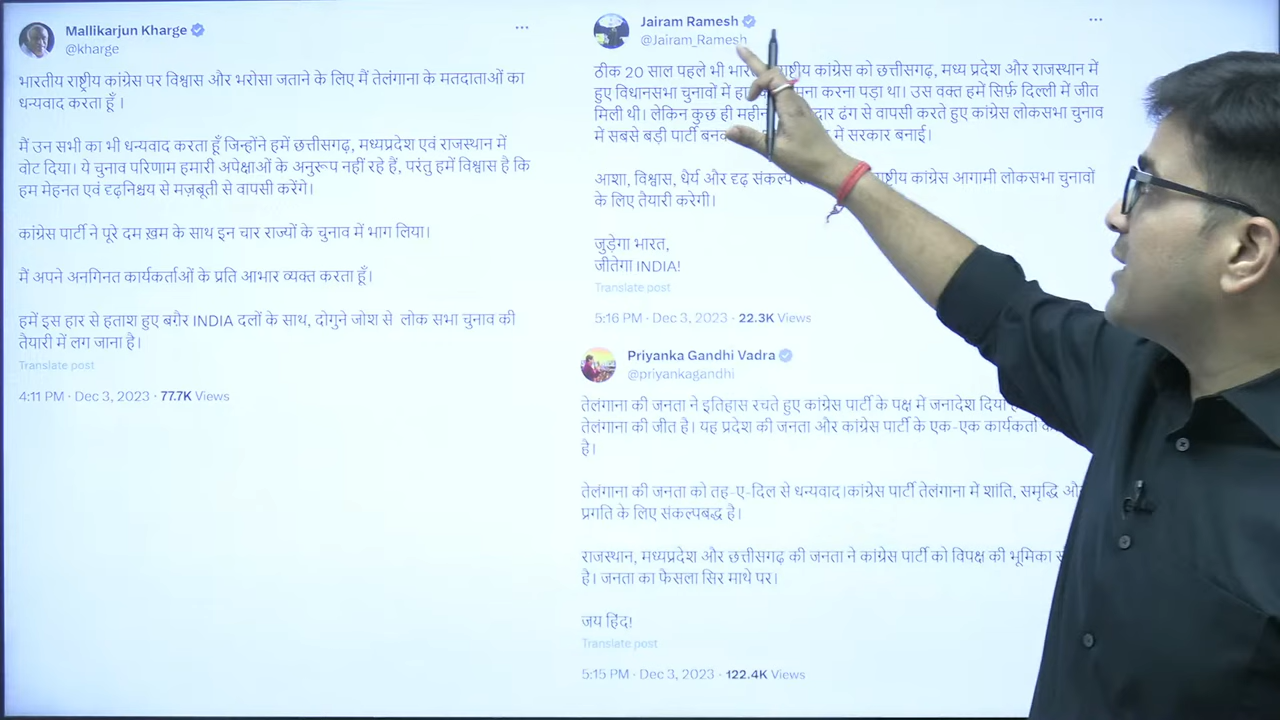 Mallikarjun Kharge
@kharge
भारतीय राष्ट्रीय कांग्रेस पर विश्वास और भरोसा जताने के लिए मैं तेलंगाना के मतदाताओं का
धन्यवाद करता हूँ ।
मैं उन सभी का भी धन्यवाद करता हूँ जिन्होंने हमें छत्तीसगढ़, मध्यप्रदेश एवं राजस्थान में
वोट दिया। ये चुनाव परिणाम हमारी अपेक्षाओं के अनुरूप नहीं रहे हैं, परंतु हमें विश्वास है कि
हम मेहनत एवं दृढ़निश्चय से मज़बूती से वापसी करेंगे।
कांग्रेस पार्टी ने पूरे दम ख़म के साथ इन चार राज्यों के चुनाव में भाग लिया।
मैं अपने अनगिनत कार्यकर्ताओं के प्रति आभार व्यक्त करता हूँ।
हमें इस हार से हताश हुए बग़ैर INDIA दलों के साथ, दोगुने जोश से लोक सभा चुनाव की
तैयारी में लग जाना है।
Translate post
4:11 PM · Dec 3, 2023 · 77.7K Views
Jairam Ramesh
@Jairam_Ramesh
ठीक 20 साल पहले भी राष्ट्रीय कांग्रेस को छत्तीसगढ़, मध्य प्रदेश और राजस्थान में
हुए विधानसभा चुनावों में करना पड़ा था। उस वक्त हमें सिर्फ़ दिल्ली में जीत
मिली थी। लेकिन कुछ ही ढंग से वापसी करते हुए कांग्रेस लोकसभा चुनाव
में सबसे बड़ी पार्टी में सरकार बनाई।
आशा, विश्वास, धैर्य और दृढ़ संकल्प कांग्रेस आगामी लोकसभा चुनावों
के लिए तैयारी करेगी।
जुड़ेगा भारत,
जीतेगा INDIA!
Translate post
5:16 PM · Dec 3, 2023 · 22.3K Views
Priyanka Gandhi Vadra
@priyankagandhi
तेलंगाना की जनता ने इतिहास रचते हुए कांग्रेस पार्टी के पक्ष में जनादेश दिया
तेलंगाना की जीत है। यह प्रदेश की जनता और कांग्रेस पार्टी के एक-एक कार्यकर्ता
है।
तेलंगाना की जनता को तह-ए-दिल से धन्यवाद।कांग्रेस पार्टी तेलंगाना में शांति, समृद्धि
प्रगति के लिए संकल्पबद्ध है।
राजस्थान, मध्यप्रदेश और छत्तीसगढ़ की जनता ने कांग्रेस पार्टी को विपक्ष की भूमिका
है। जनता का फैसला सिर माथे पर।
जय हिंद!
Translate post
5:15 PM · Dec 3, 2023 · 122.4K Views